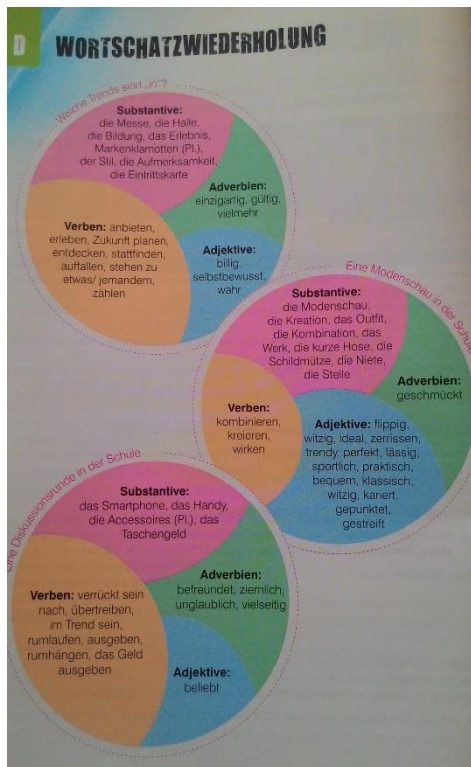 D
WORTSCHATZWIEDERHOLUNG
Welche Trends sind „in“?
Substantive:
die Messe, die Halle,
die Bildung, das Erlebnis,
Markenklamotten (Pl.),
der Stil, die Aufmerksamkeit,
die Eintrittskarte
Adverbien:
einzigartig, gültig,
vielmehr
Verben: anbieten,
erleben, Zukunft planen,
entdecken, stattfinden,
auffallen, stehen zu
etwas/ jemandem,
zählen
Adjektive:
billig,
selbstbewusst,
wahr
Eine Modenschau in der Schule
Substantive:
die Modenschau,
die Kreation, das Outfit,
die Kombination, das
Werk, die kurze Hose, die
Schildmütze, die Niete,
die Stelle
Adverbien:
geschmückt
Verben:
kombinieren,
kreieren,
wirken
Adjektive: flippig,
witzig, ideal, zerrissen,
trendy, perfekt, lässig,
sportlich, praktisch,
bequem, klassisch,
witzig, kariert,
gepunktet,
gestreift
Eine Diskussionsrunde in der Schule
Substantive:
das Smartphone, das Handy,
die Accessoires (Pl.), das
Taschengeld
Adverbien:
befreundet, ziemlich,
unglaublich, vielseitig
Verben: verrückt sein
nach, übertreiben,
im Trend sein,
rumlaufen, ausgeben,
rumhängen, das Geld
ausgeben
Adjektive:
beliebt